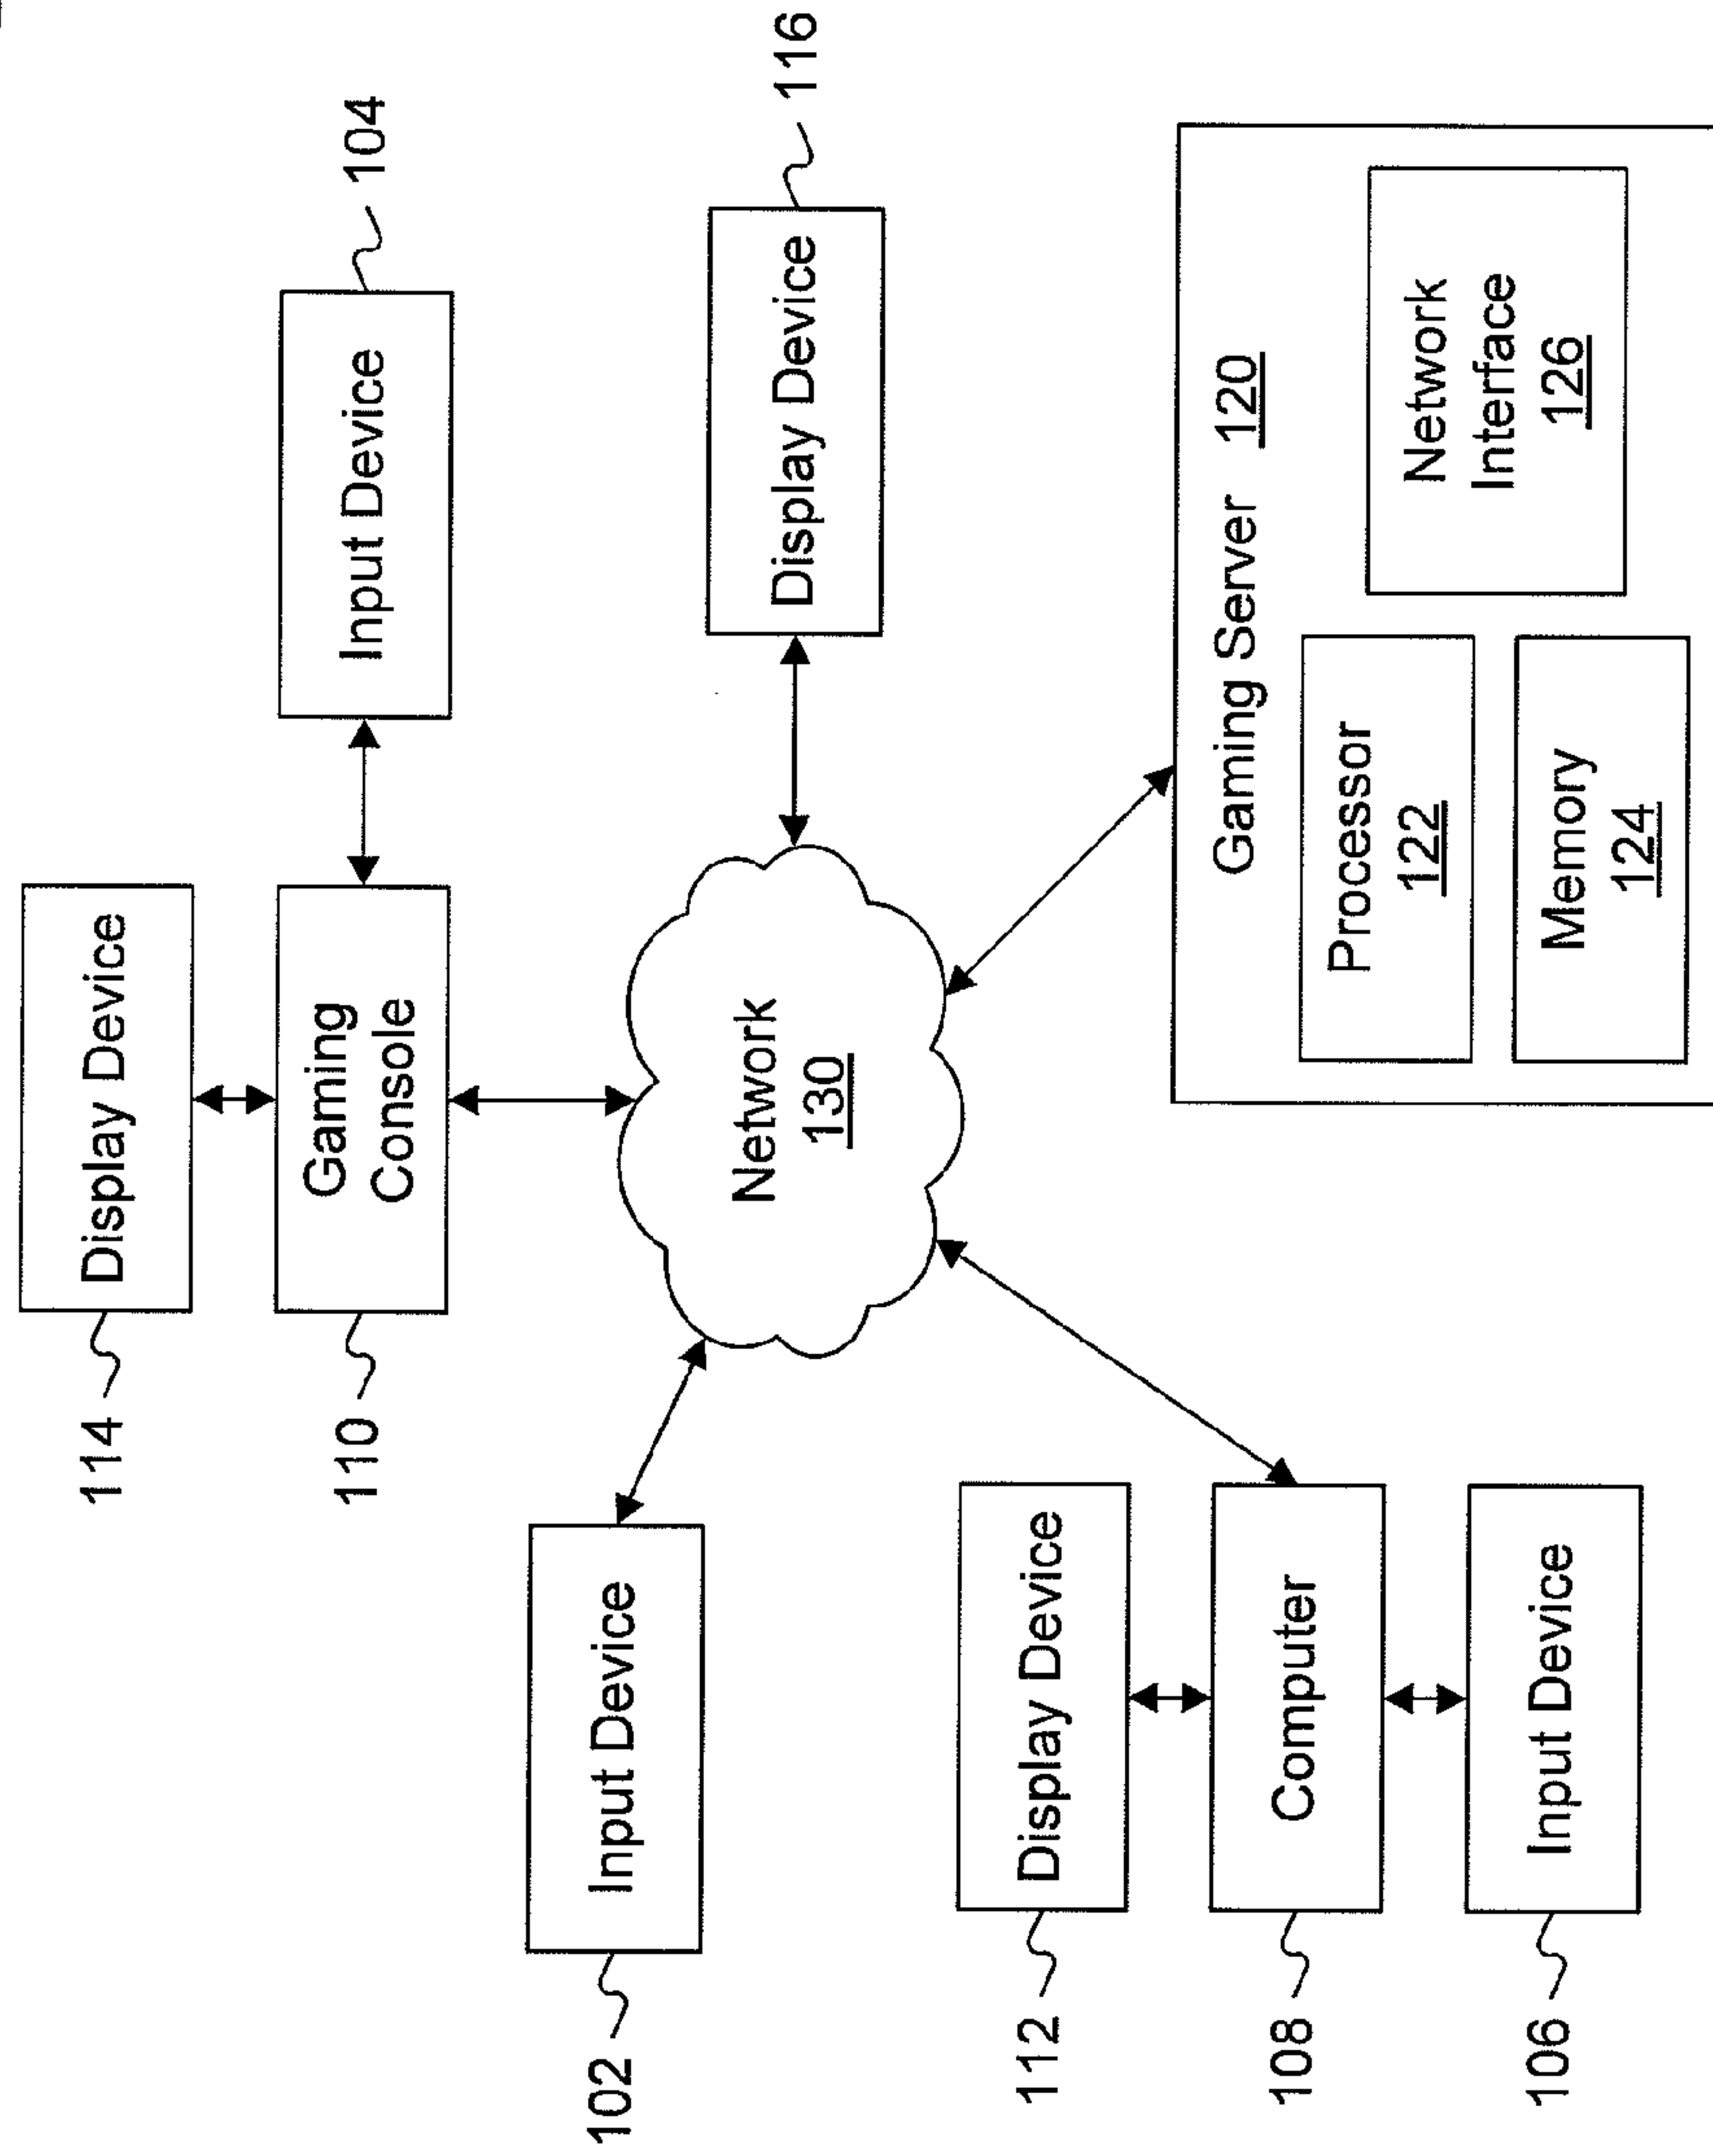 114
Display Device
110
Gaming
Console
Input Device
104
102
Input Device
Network
130
Display Device
116
112
Display Device
108
Computer
106
Input Device
Gaming Server 120
Processor
122
Memory
124
Network
Interface
126